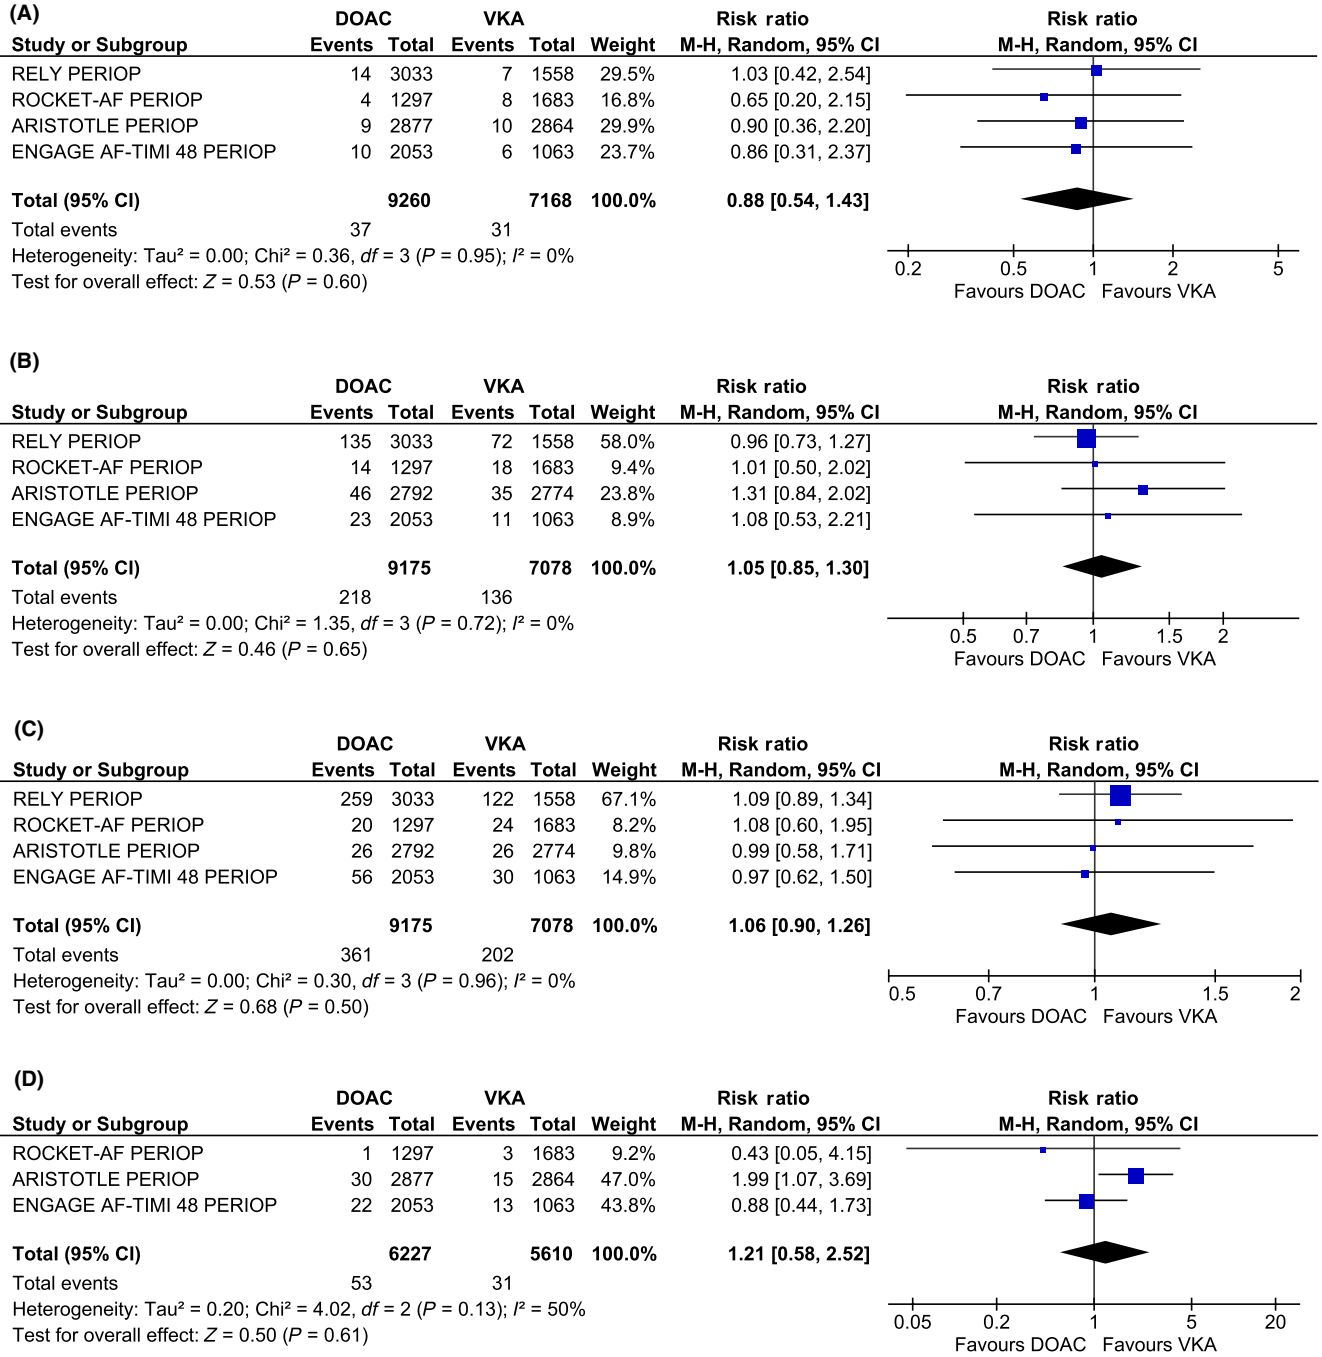 (A)
DOAC VKA Risk ratio Risk ratio
Study or Subgroup Events Total Events Total Weight M-H, Random, 95% CI M-H, Random, 95% CI
RELY PERIOP 14 3033 7 1558 29.5% 1.03 [0.42, 2.54]
ROCKET-AF PERIOP 4 1297 8 1683 16.8% 0.65 [0.20, 2.15]
ARISTOTLE PERIOP 9 2877 10 2864 29.9% 0.90 [0.36, 2.20]
ENGAGE AF-TIMI 48 PERIOP 10 2053 6 1063 23.7% 0.86 [0.31, 2.37]
Total (95% CI) 9260 7168 100.0% 0.88 [0.54, 1.43]
Total events 37 31
Heterogeneity: Tau² = 0.00; Chi² = 0.36, df = 3 (P = 0.95); I² = 0%
Test for overall effect: Z = 0.53 (P = 0.60)
0.2 0.5 1 2 5
Favours DOAC Favours VKA
(B)
DOAC VKA Risk ratio Risk ratio
Study or Subgroup Events Total Events Total Weight M-H, Random, 95% CI M-H, Random, 95% CI
RELY PERIOP 135 3033 72 1558 58.0% 0.96 [0.73, 1.27]
ROCKET-AF PERIOP 14 1297 18 1683 9.4% 1.01 [0.50, 2.02]
ARISTOTLE PERIOP 46 2792 35 2774 23.8% 1.31 [0.84, 2.02]
ENGAGE AF-TIMI 48 PERIOP 23 2053 11 1063 8.9% 1.08 [0.53, 2.21]
Total (95% CI) 9175 7078 100.0% 1.05 [0.85, 1.30]
Total events 218 136
Heterogeneity: Tau² = 0.00; Chi² = 1.35, df = 3 (P = 0.72); I² = 0%
Test for overall effect: Z = 0.46 (P = 0.65)
0.5 0.7 1 1.5 2
Favours DOAC Favours VKA
(C)
DOAC VKA Risk ratio Risk ratio
Study or Subgroup Events Total Events Total Weight M-H, Random, 95% CI M-H, Random, 95% CI
RELY PERIOP 259 3033 122 1558 67.1% 1.09 [0.89, 1.34]
ROCKET-AF PERIOP 20 1297 24 1683 8.2% 1.08 [0.60, 1.95]
ARISTOTLE PERIOP 26 2792 26 2774 9.8% 0.99 [0.58, 1.71]
ENGAGE AF-TIMI 48 PERIOP 56 2053 30 1063 14.9% 0.97 [0.62, 1.50]
Total (95% CI) 9175 7078 100.0% 1.06 [0.90, 1.26]
Total events 361 202
Heterogeneity: Tau² = 0.00; Chi² = 0.30, df = 3 (P = 0.96); I² = 0%
Test for overall effect: Z = 0.68 (P = 0.50)
0.5 0.7 1 1.5 2
Favours DOAC Favours VKA
(D)
DOAC VKA Risk ratio Risk ratio
Study or Subgroup Events Total Events Total Weight M-H, Random, 95% CI M-H, Random, 95% CI
ROCKET-AF PERIOP 1 1297 3 1683 9.2% 0.43 [0.05, 4.15]
ARISTOTLE PERIOP 30 2877 15 2864 47.0% 1.99 [1.07, 3.69]
ENGAGE AF-TIMI 48 PERIOP 22 2053 13 1063 43.8% 0.88 [0.44, 1.73]
Total (95% CI) 6227 5610 100.0% 1.21 [0.58, 2.52]
Total events 53 31
Heterogeneity: Tau² = 0.20; Chi² = 4.02, df = 2 (P = 0.13); I² = 50%
Test for overall effect: Z = 0.50 (P = 0.61)
0.05 0.2 1 5 20
Favours DOAC Favours VKA